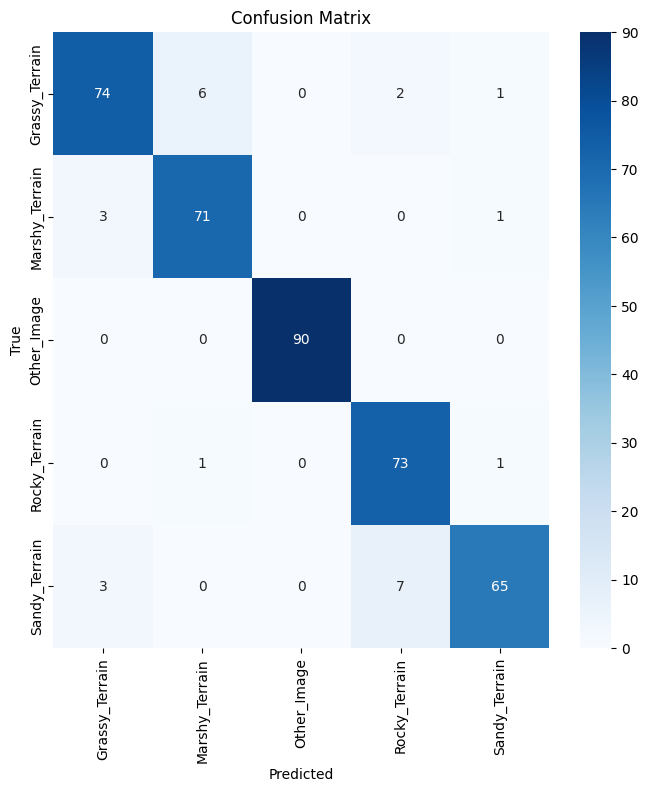 Confusion Matrix
True
Grassy_Terrain 74 6 0 2 1
Marshy_Terrain 3 71 0 0 1
Other_Image 0 0 90 0 0
Rocky_Terrain 0 1 0 73 1
Sandy_Terrain 3 0 0 7 65
Grassy_Terrain Marshy_Terrain Other_Image Rocky_Terrain Sandy_Terrain
Predicted
90
80
70
60
50
40
30
20
10
0